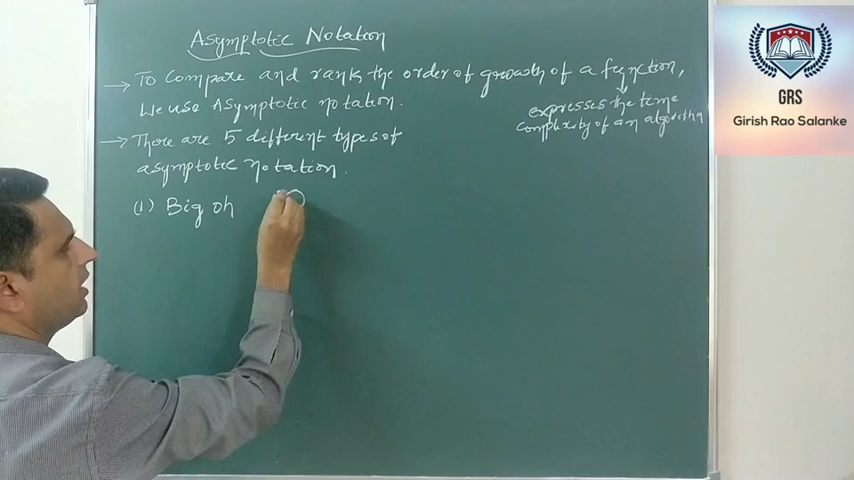 Asymptotic Notation
→ To compare and rank the order of growth of a function,
we use Asymptotic notation.
expresses the time
complexity of an algorithm
→ There are 5 different types of
asymptotic notation.
(1) Big oh O
GRS
Girish Rao Salanke